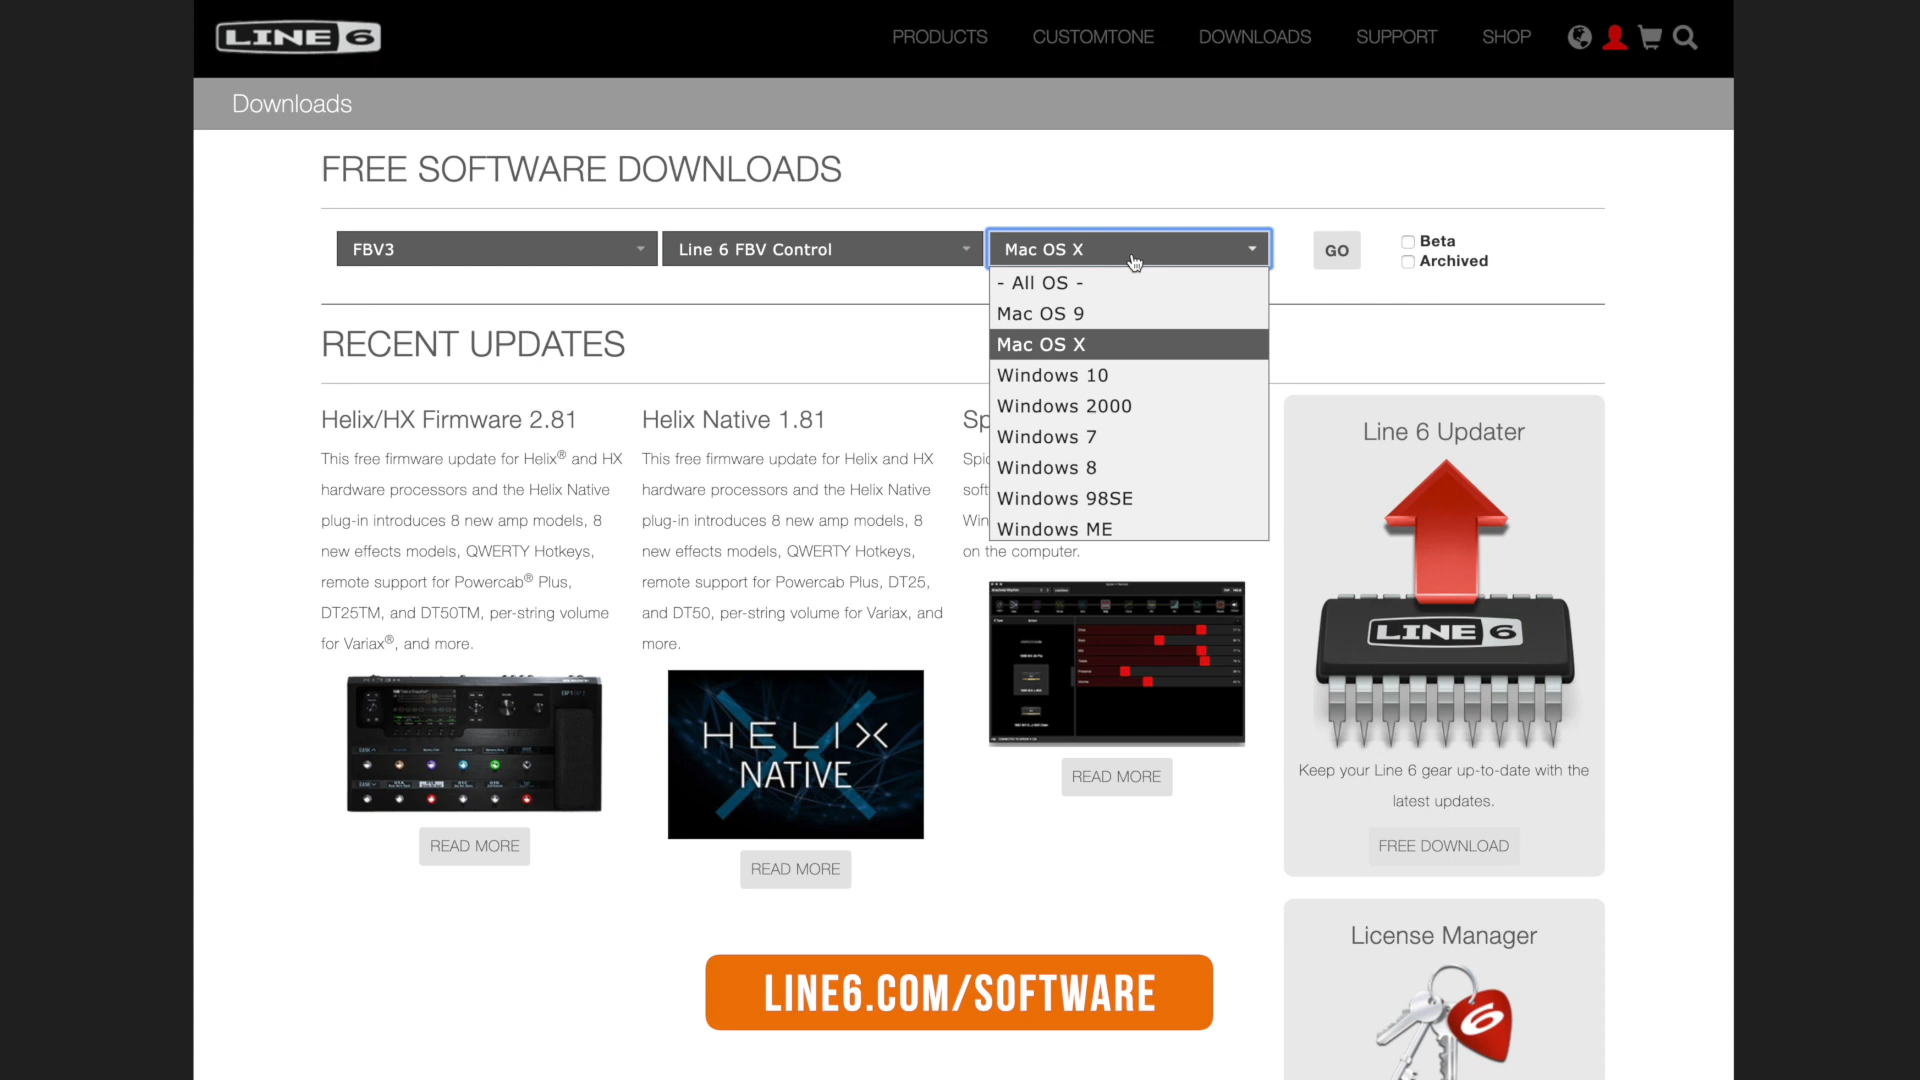 LINE 6
PRODUCTS CUSTOMTONE DOWNLOADS SUPPORT SHOP
Downloads
FREE SOFTWARE DOWNLOADS
FBV3
Line 6 FBV Control
Mac OS X
GO
Beta
Archived
- All OS -
Mac OS 9
Mac OS X
Windows 10
Windows 2000
Windows 7
Windows 8
Windows 98SE
Windows ME
RECENT UPDATES
Helix/HX Firmware 2.81
This free firmware update for Helix® and HX
hardware processors and the Helix Native
plug-in introduces 8 new amp models, 8
new effects models, QWERTY Hotkeys,
remote support for Powercab® Plus,
DT25TM, and DT50TM, per-string volume
for Variax®, and more.
READ MORE
Helix Native 1.81
This free firmware update for Helix and HX
hardware processors and the Helix Native
plug-in introduces 8 new amp models, 8
new effects models, QWERTY Hotkeys,
remote support for Powercab Plus, DT25,
and DT50, per-string volume for Variax, and
more.
HELIX
NATIVE
READ MORE
Sp
Spic
soft
Win
on the computer.
READ MORE
Line 6 Updater
LINE 6
Keep your Line 6 gear up-to-date with the
latest updates.
FREE DOWNLOAD
License Manager
6
LINE6.COM/SOFTWARE